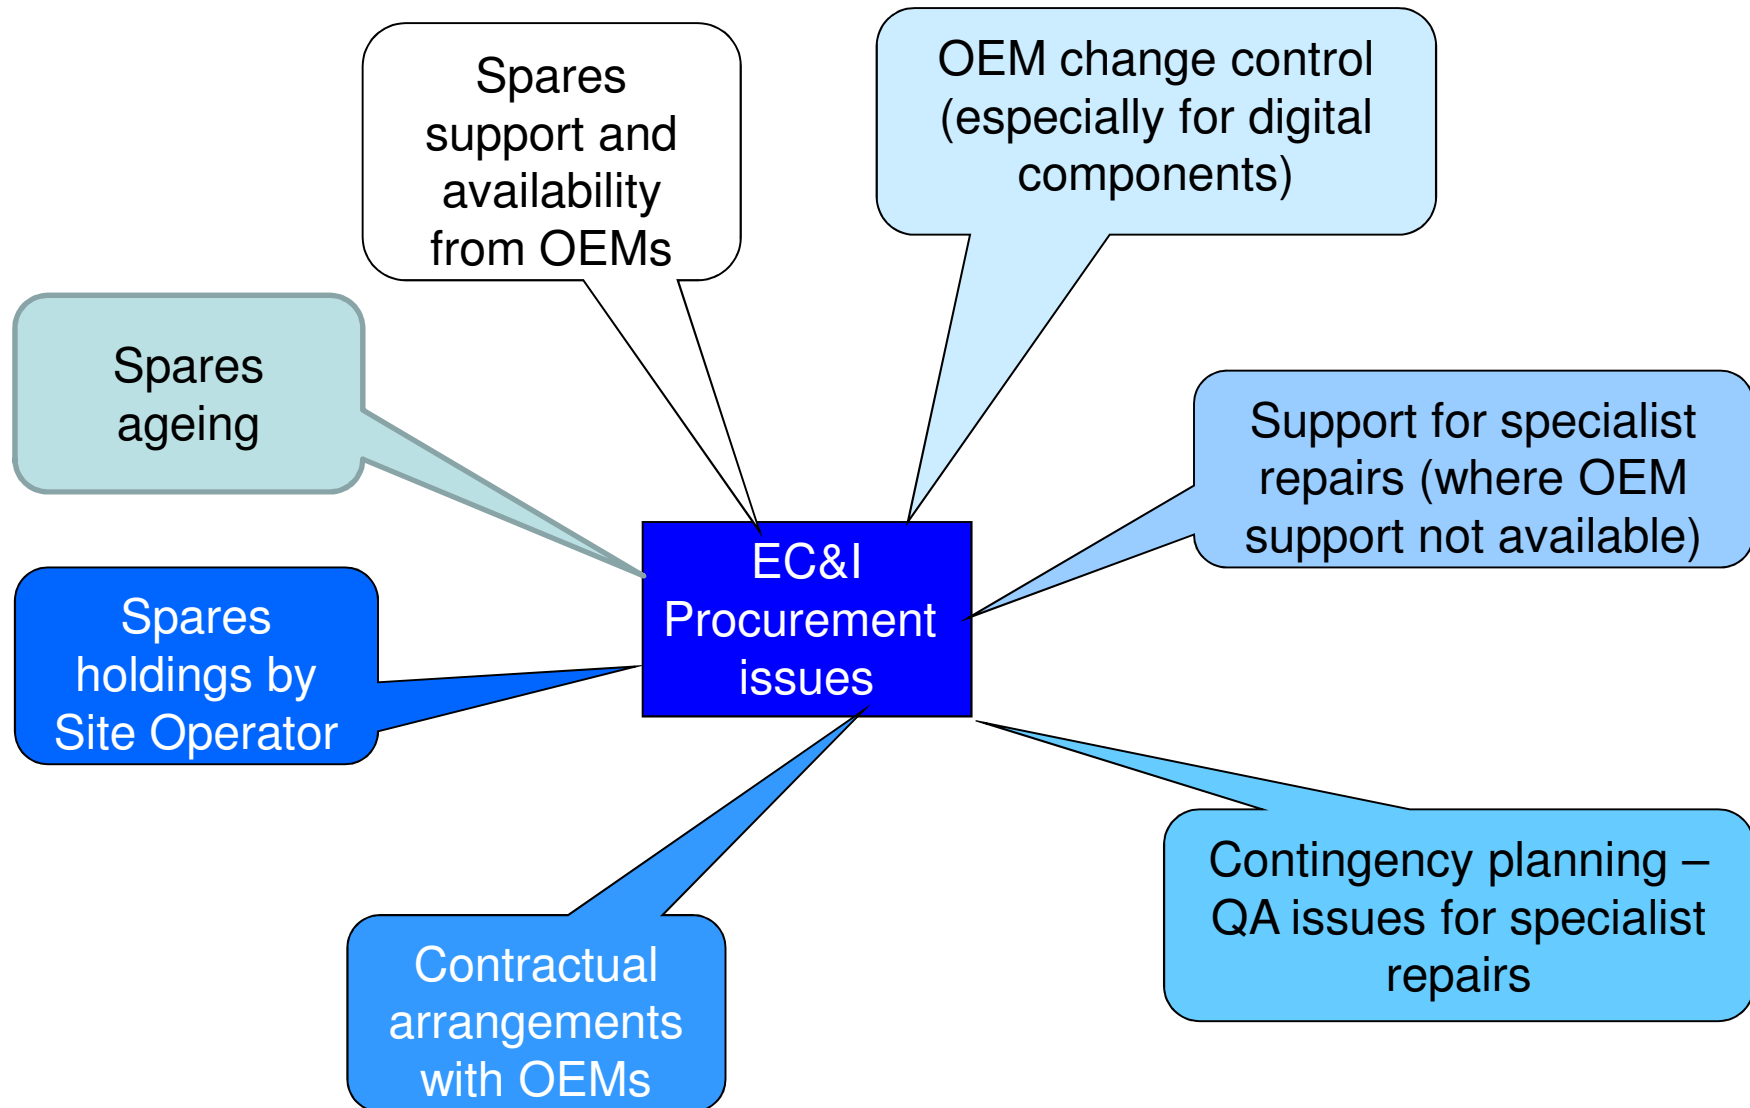 Spares
support and
availability
from OEMs
OEM change control
(especially for digital
components)
Spares
ageing
Support for specialist
repairs (where OEM
support not available)
EC&I
Procurement
issues
Spares
holdings by
Site Operator
Contingency planning –
QA issues for specialist
repairs
Contractual
arrangements
with OEMs